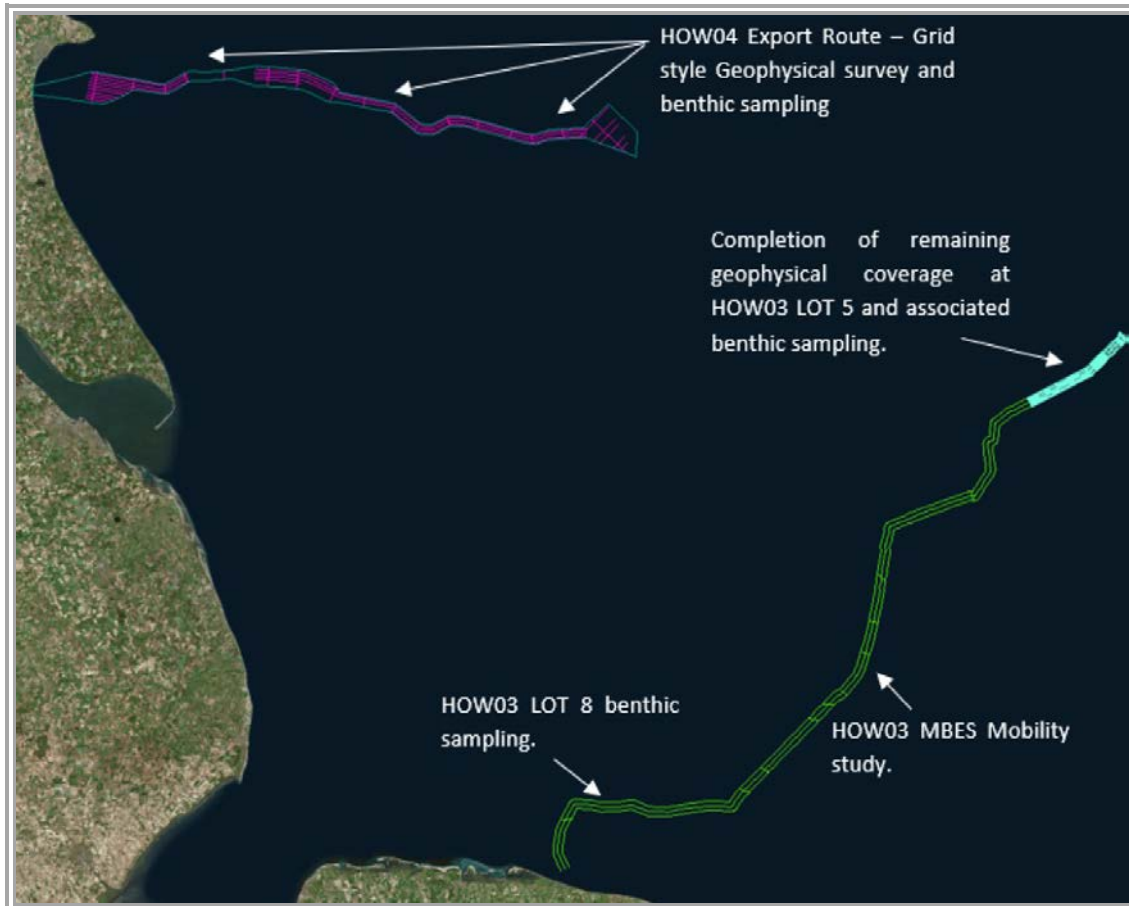 HOW04 Export Route – Grid
style Geophysical survey and
benthic sampling
Completion of remaining
geophysical coverage at
HOW03 LOT 5 and associated
benthic sampling.
HOW03 LOT 8 benthic
sampling.
HOW03 MBES Mobility
study.